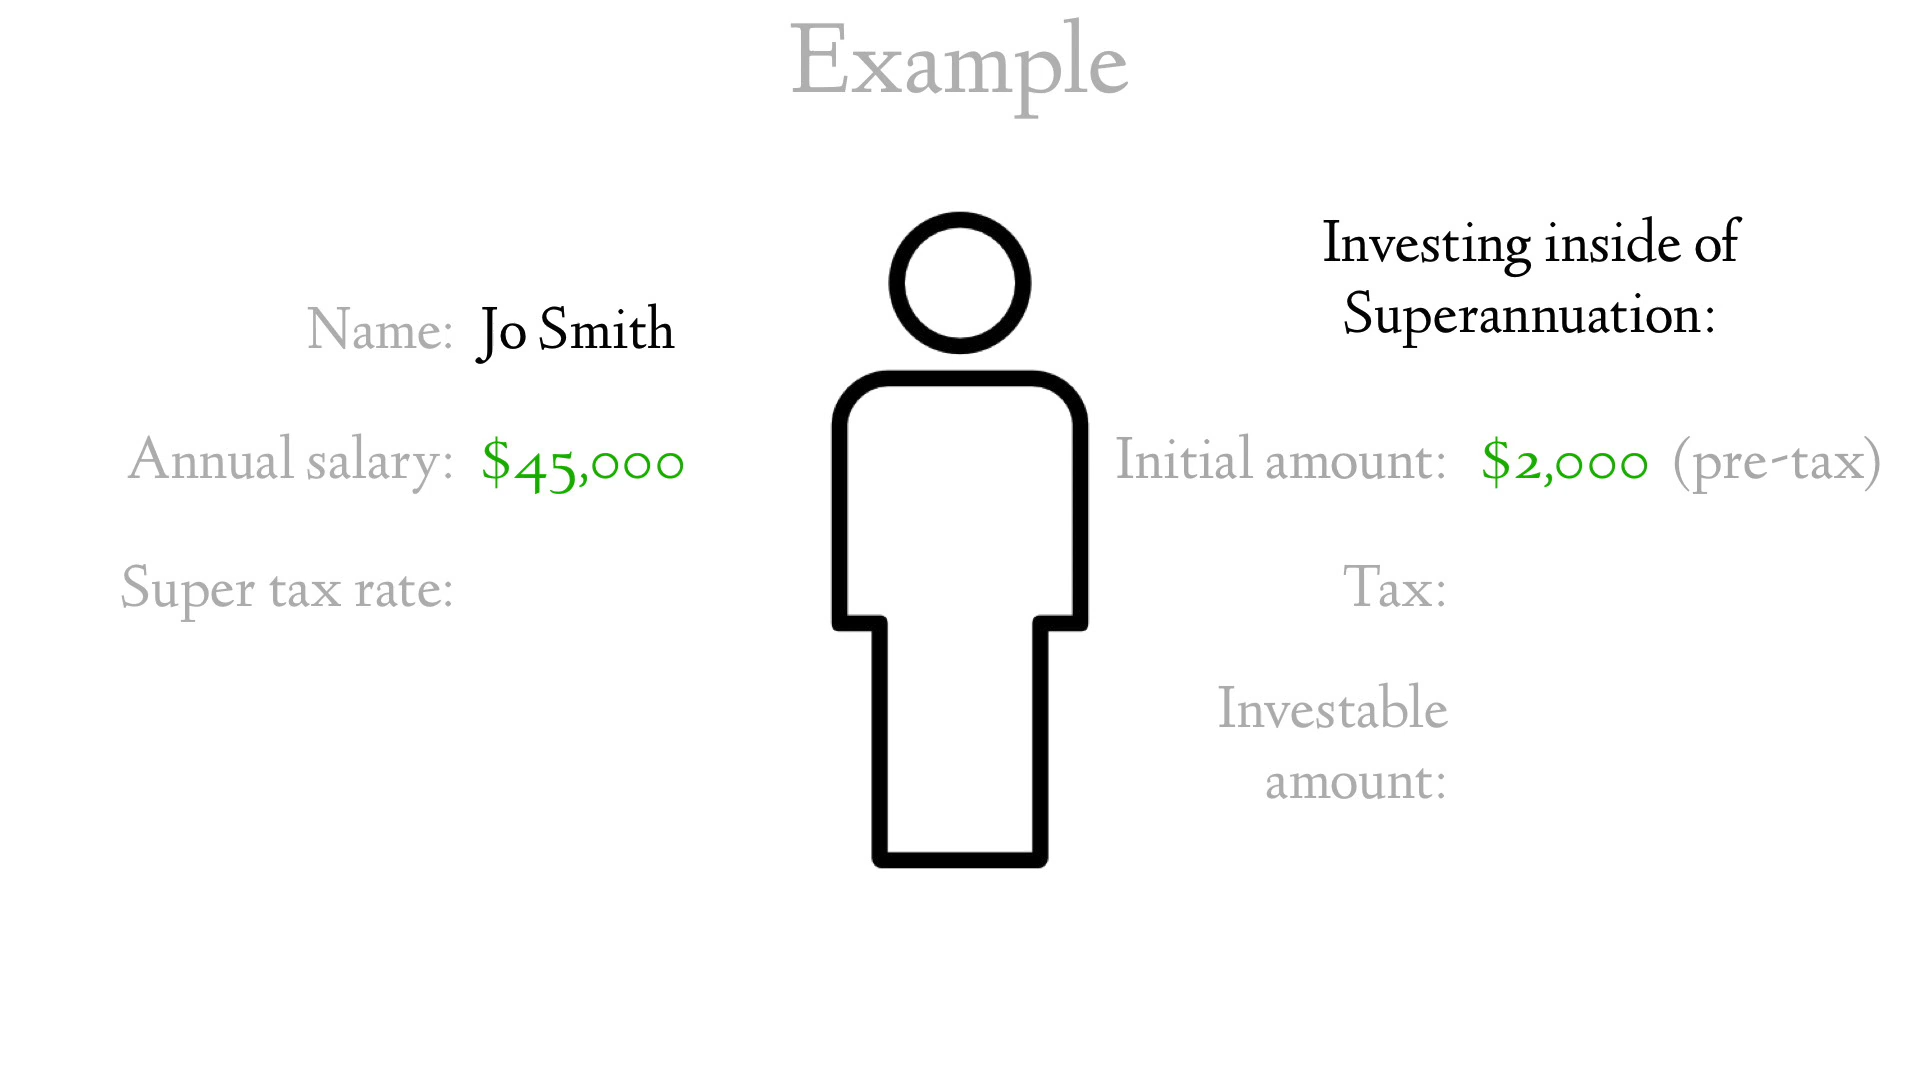 Example
Name: Jo Smith
Annual salary: $45,000
Super tax rate:
Investing inside of
Superannuation:
Initial amount: $2,000 (pre-tax)
Tax:
Investable
amount: